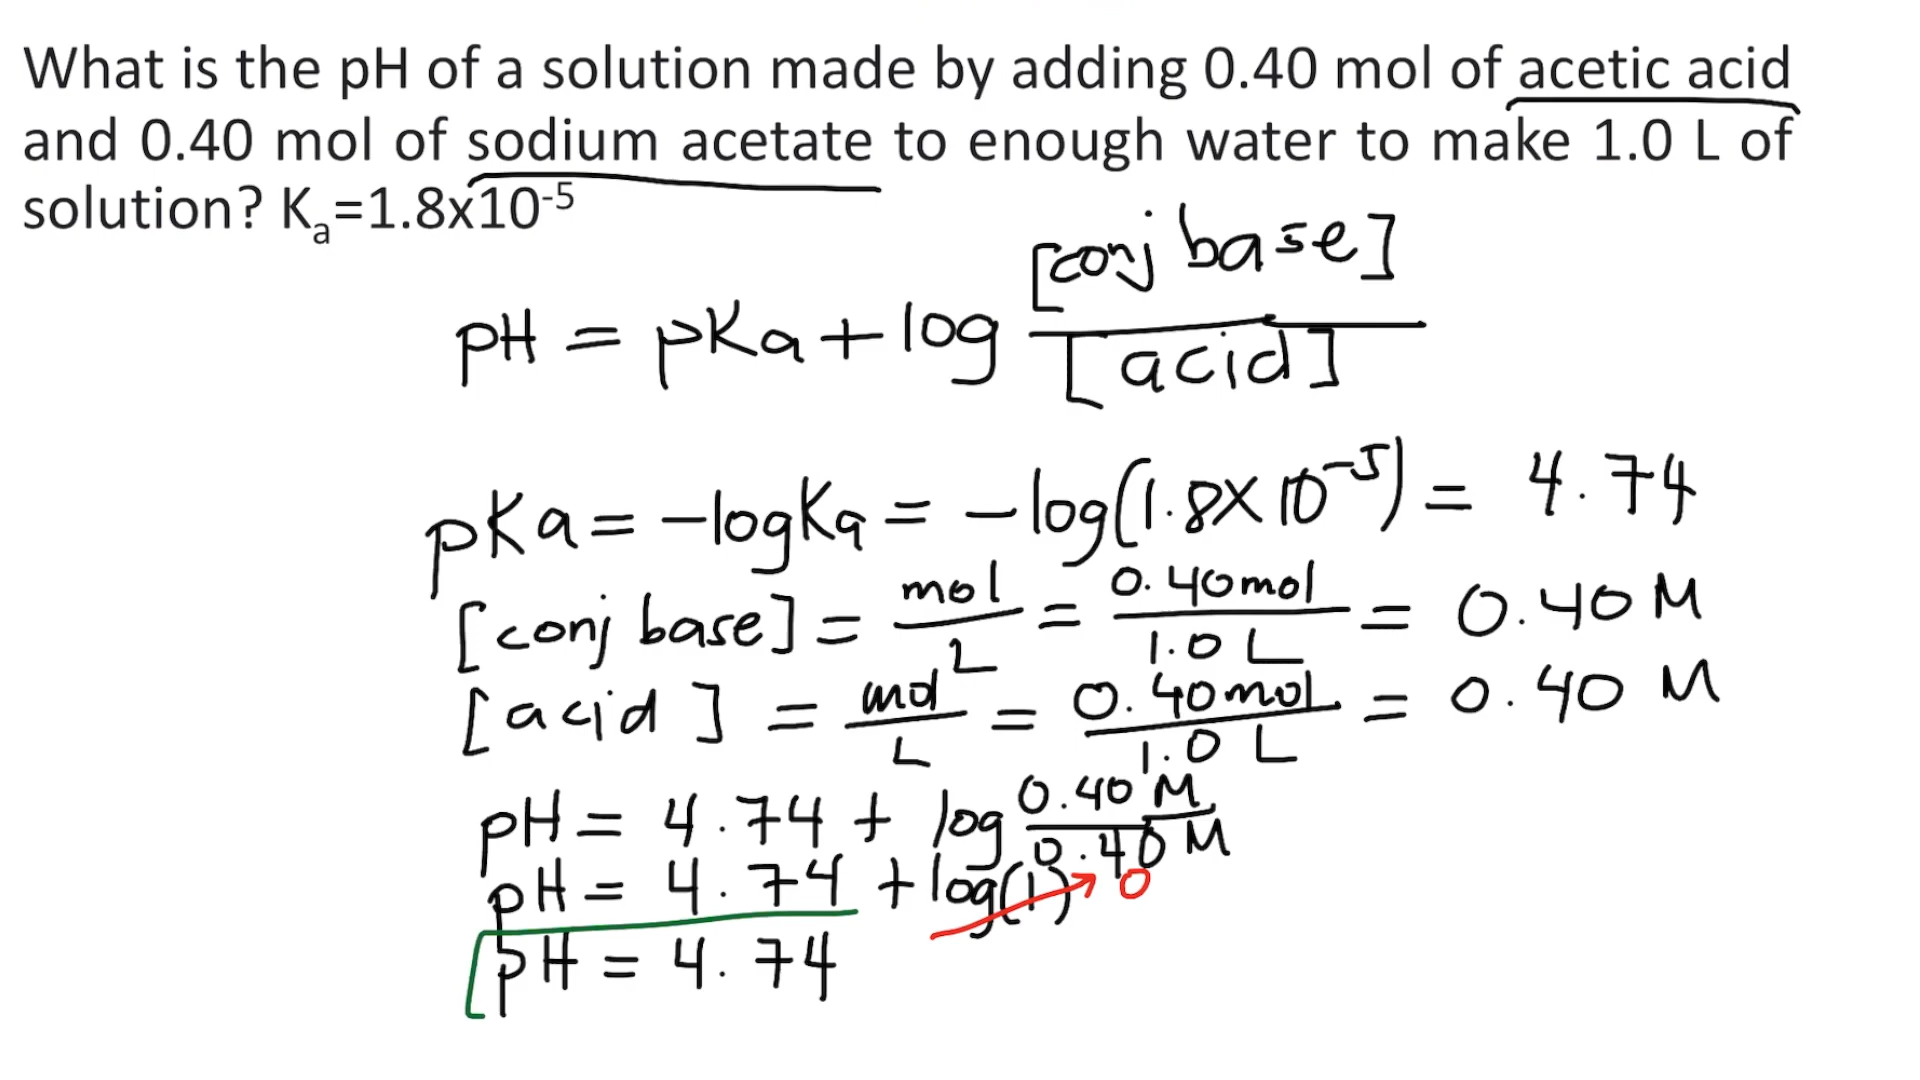 What is the pH of a solution made by adding 0.40 mol of acetic acid
and 0.40 mol of sodium acetate to enough water to make 1.0 L of
solution? Kₐ=1.8x10⁻⁵
pH = pKa + log [conj base] / [acid]
pKa = -logKa = -log(1.8X10⁻⁵) = 4.74
[conj base] = mol / L = 0.40mol / 1.0 L = 0.40 M
[acid] = mol / L = 0.40mol / 1.0 L = 0.40 M
pH = 4.74 + log 0.40 M / 0.40 M
pH = 4.74 + log(1) 0
pH = 4.74